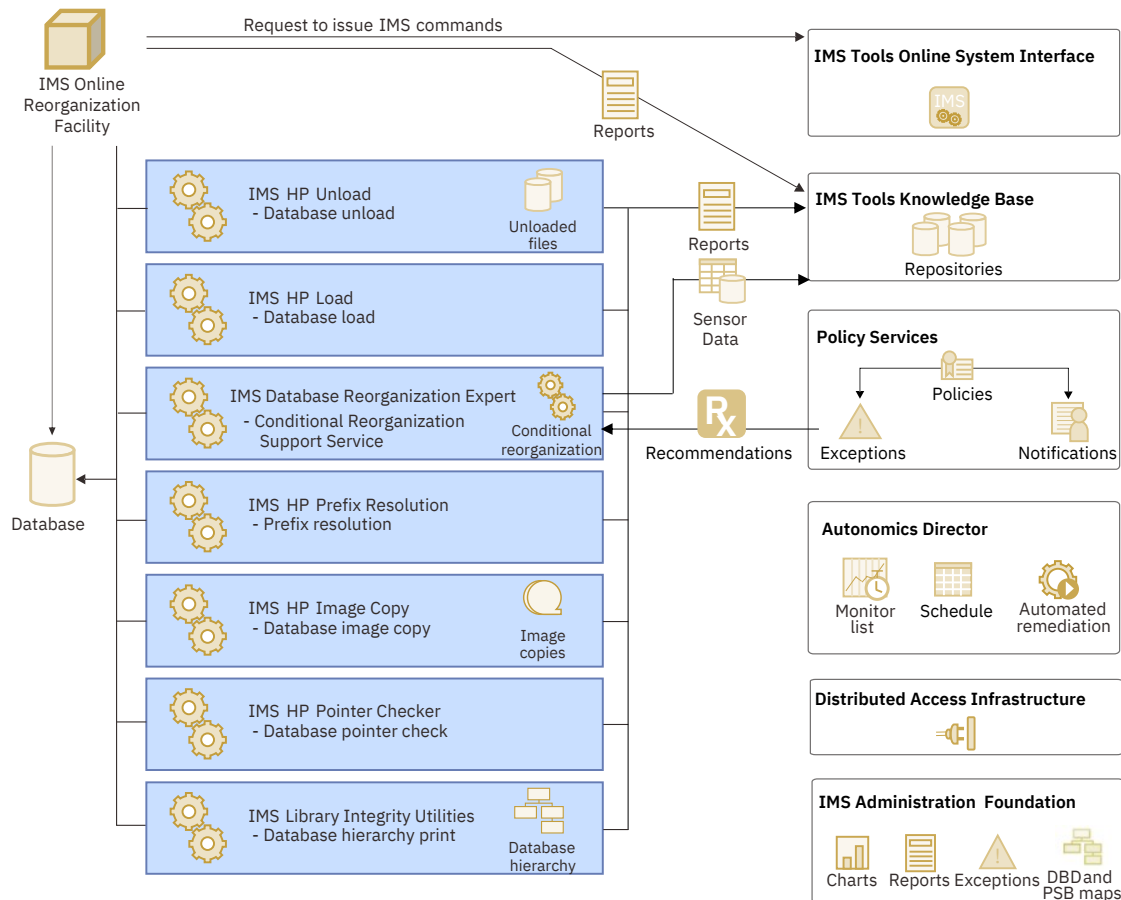 Request to issue IMS commands
IMS Online
Reorganization
Facility
Reports
IMS Tools Online System Interface
IMS
IMS HP Unload
- Database unload
Unloaded
files
Reports
IMS Tools Knowledge Base
Repositories
IMS HP Load
- Database load
Sensor
Data
Policy Services
Policies
Exceptions
Notifications
IMS Database Reorganization Expert
- Conditional Reorganization
Support Service
Conditional
reorganization
Rx
Recommendations
Database
IMS HP Prefix Resolution
- Prefix resolution
Autonomics Director
Monitor
list
Schedule
Automated
remediation
IMS HP Image Copy
- Database image copy
Image
copies
IMS HP Pointer Checker
- Database pointer check
Distributed Access Infrastructure
IMS Library Integrity Utilities
- Database hierarchy print
Database
hierarchy
IMS Administration Foundation
Charts
Reports
Exceptions
DBD and
PSB maps